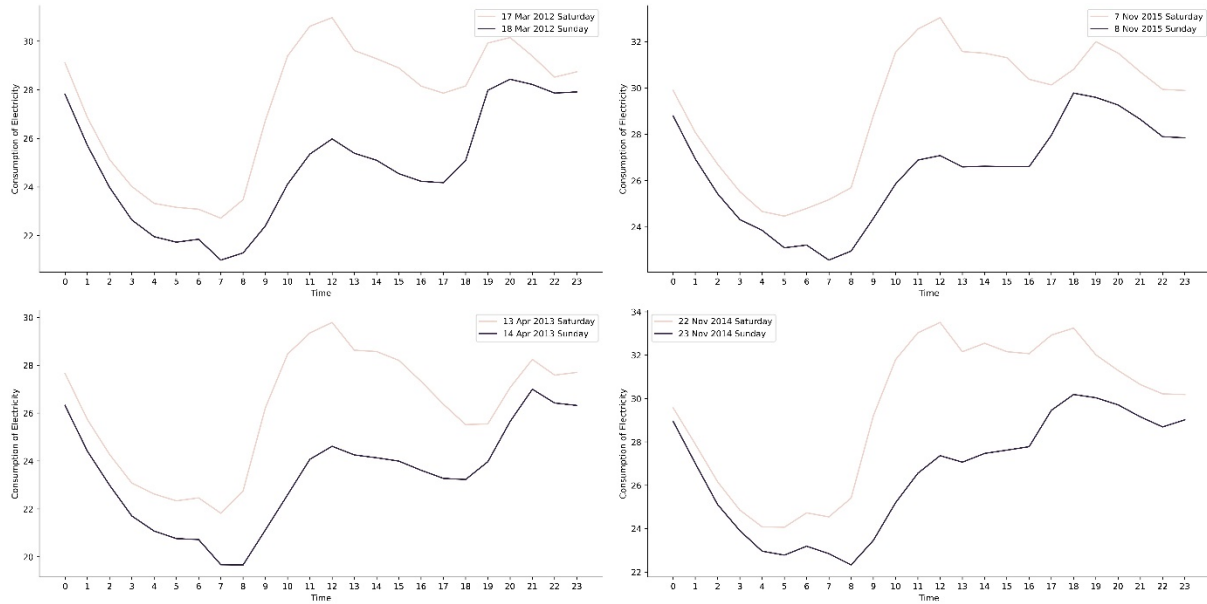 17 Mar 2012 Saturday
18 Mar 2012 Sunday
Consumption of Electricity
30
28
26
24
22
0 1 2 3 4 5 6 7 8 9 10 11 12 13 14 15 16 17 18 19 20 21 22 23
Time
7 Nov 2015 Saturday
8 Nov 2015 Sunday
Consumption of Electricity
32
30
28
26
24
0 1 2 3 4 5 6 7 8 9 10 11 12 13 14 15 16 17 18 19 20 21 22 23
Time
13 Apr 2013 Saturday
14 Apr 2013 Sunday
Consumption of Electricity
30
28
26
24
22
20
0 1 2 3 4 5 6 7 8 9 10 11 12 13 14 15 16 17 18 19 20 21 22 23
Time
22 Nov 2014 Saturday
23 Nov 2014 Sunday
Consumption of Electricity
34
32
30
28
26
24
22
0 1 2 3 4 5 6 7 8 9 10 11 12 13 14 15 16 17 18 19 20 21 22 23
Time